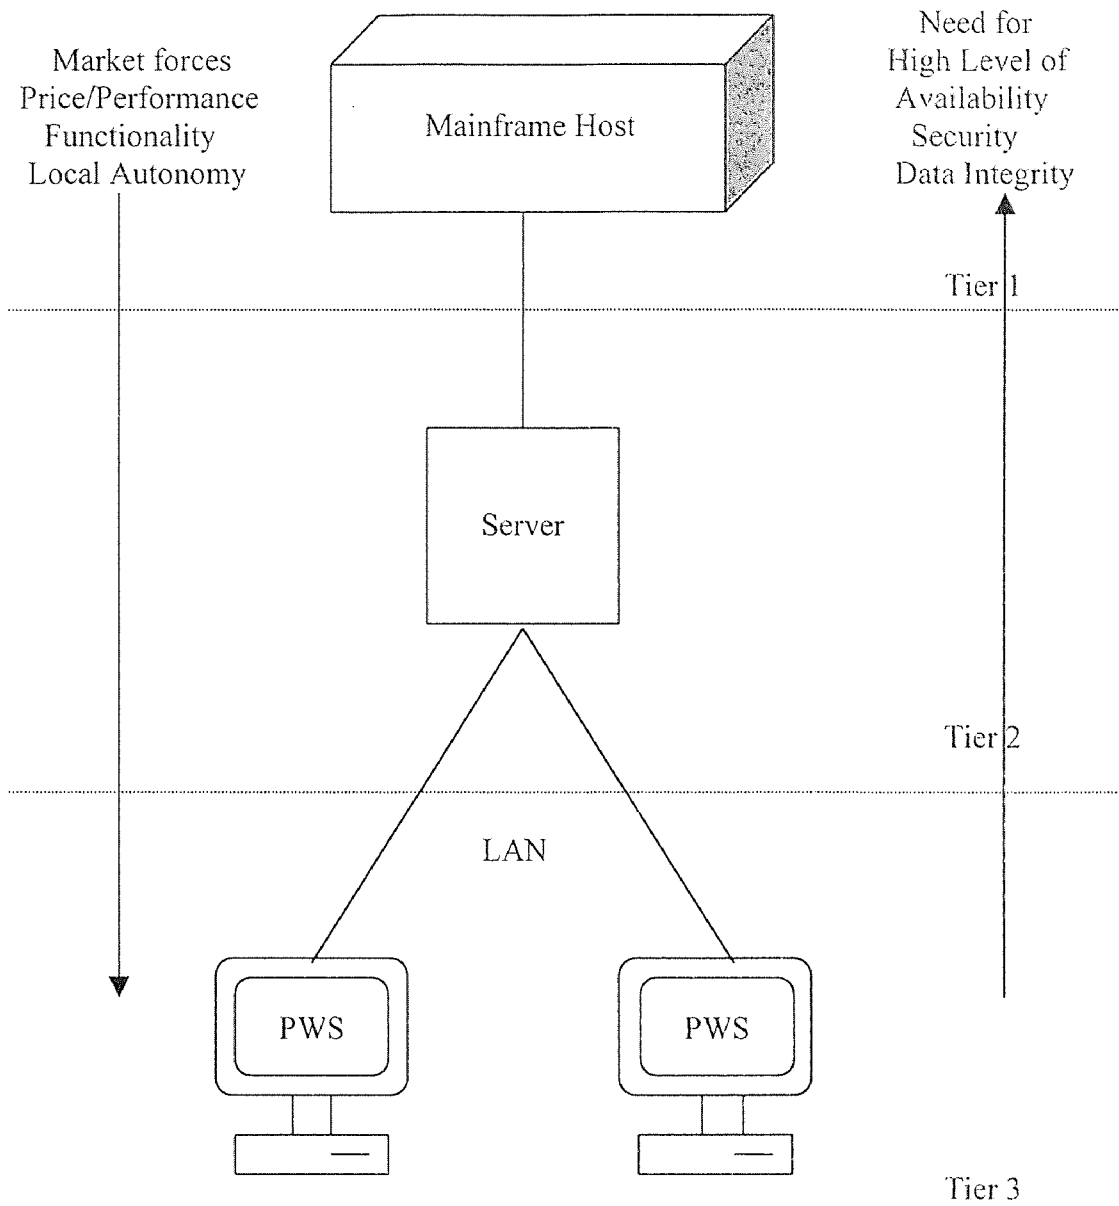 Market forces
Price/Performance
Functionality
Local Autonomy
Mainframe Host
Need for
High Level of
Availability
Security
Data Integrity
Tier 1
Server
Tier 2
LAN
PWS
PWS
Tier 3